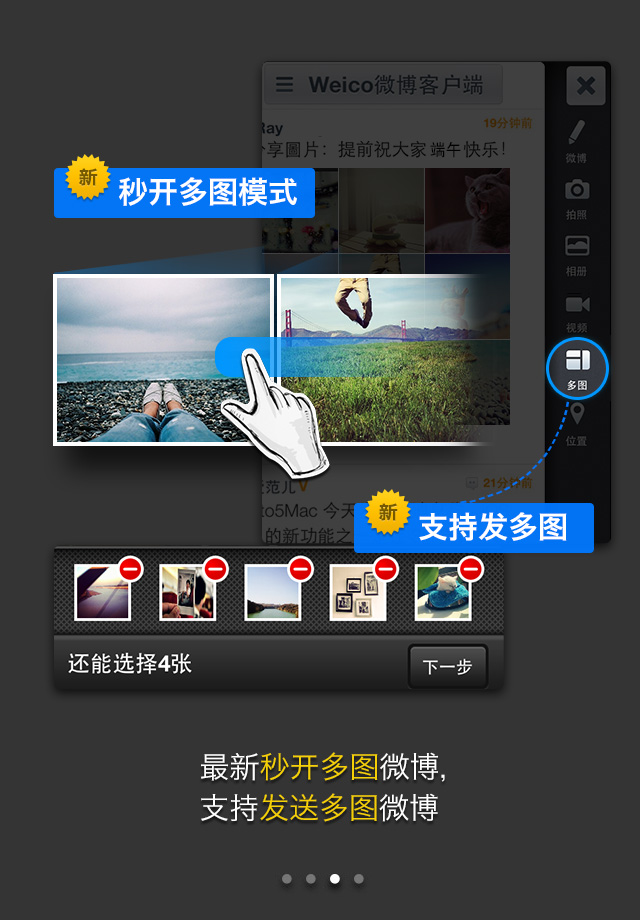 Weico微博客户端
Ray
19分钟前
享圖片：提前祝大家端午快乐！
新
秒开多图模式
微博
拍照
相册
视频
多图
位置
范儿V
21分钟前
新
支持发多图
to5Mac 今天
的新功能之
还能选择4张
下一步
最新秒开多图微博,
支持发送多图微博